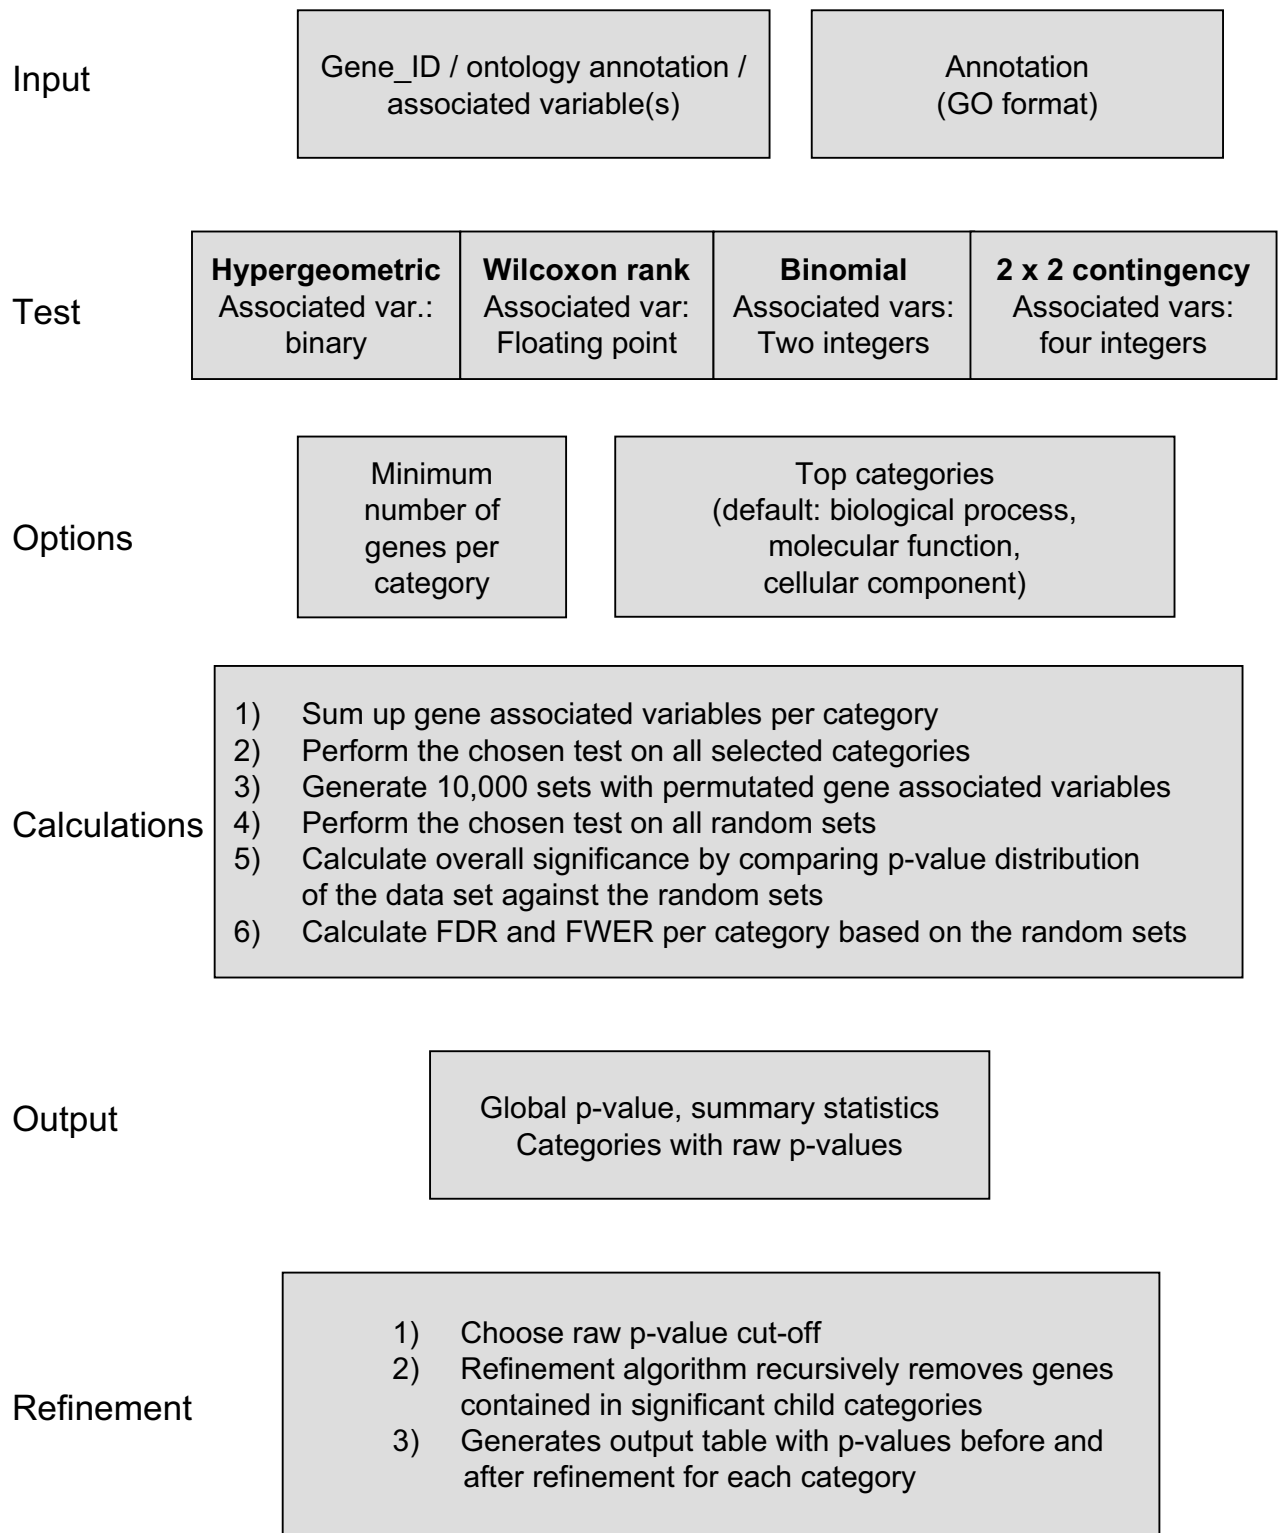 Input
Gene_ID / ontology annotation /
associated variable(s)
Annotation
(GO format)
Test
Hypergeometric
Associated var.:
binary
Wilcoxon rank
Associated var:
Floating point
Binomial
Associated vars:
Two integers
2 x 2 contingency
Associated vars:
four integers
Options
Minimum
number of
genes per
category
Top categories
(default: biological process,
molecular function,
cellular component)
Calculations
1) Sum up gene associated variables per category
2) Perform the chosen test on all selected categories
3) Generate 10,000 sets with permutated gene associated variables
4) Perform the chosen test on all random sets
5) Calculate overall significance by comparing p-value distribution
of the data set against the random sets
6) Calculate FDR and FWER per category based on the random sets
Output
Global p-value, summary statistics
Categories with raw p-values
Refinement
1) Choose raw p-value cut-off
2) Refinement algorithm recursively removes genes
contained in significant child categories
3) Generates output table with p-values before and
after refinement for each category